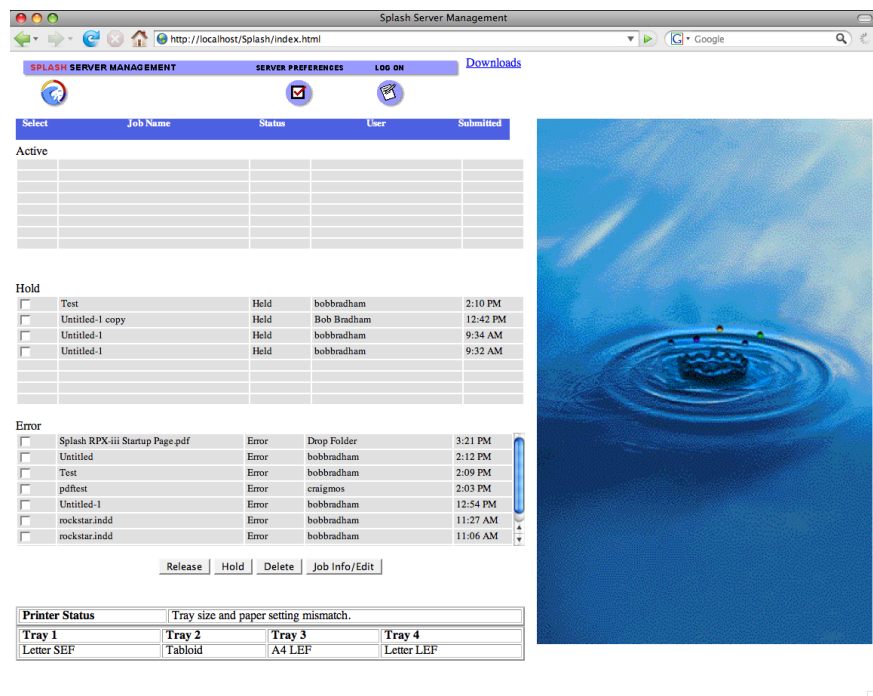 Splash Server Management
http://localhost/Splash/index.html
G Google
SPLASH SERVER MANAGEMENT SERVER PREFERENCES LOG ON Downloads
Select Job Name Status User Submitted
Active
Hold
Test Held bobbradham 2:10 PM
Untitled-1 copy Held Bob Bradham 12:42 PM
Untitled-1 Held bobbradham 9:34 AM
Untitled-1 Held bobbradham 9:32 AM
Error
Splash RPX-iii Startup Page.pdf Error Drop Folder 3:21 PM
Untitled Error bobbradham 2:12 PM
Test Error bobbradham 2:09 PM
pdftest Error craigmos 2:03 PM
Untitled-1 Error bobbradham 12:54 PM
rockstar.indd Error bobbradham 11:27 AM
rockstar.indd Error bobbradham 11:06 AM
Release Hold Delete Job Info/Edit
Printer Status Tray size and paper setting mismatch.
Tray 1 Tray 2 Tray 3 Tray 4
Letter SEF Tabloid A4 LEF Letter LEF